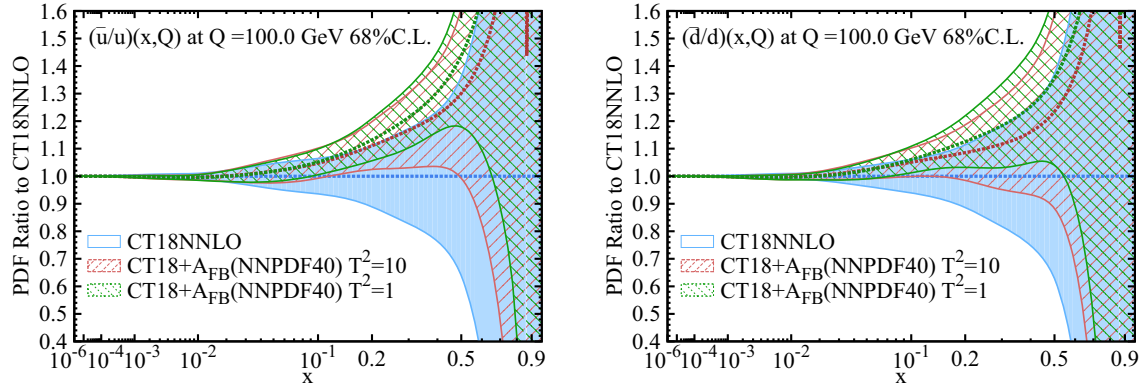 PDF Ratio to CT18NNLO
1.6
1.5
1.4
1.3
1.2
1.1
1.0
0.9
0.8
0.7
0.6
0.5
0.4
(u̅/u)(x,Q) at Q =100.0 GeV 68%C.L.
CT18NNLO
CT18+A_FB(NNPDF40) T²=10
CT18+A_FB(NNPDF40) T²=1
10⁻⁶ 10⁻⁴ 10⁻³ 10⁻² 10⁻¹ 0.2 0.5 0.9
x
PDF Ratio to CT18NNLO
1.6
1.5
1.4
1.3
1.2
1.1
1.0
0.9
0.8
0.7
0.6
0.5
0.4
(d̅/d)(x,Q) at Q =100.0 GeV 68%C.L.
CT18NNLO
CT18+A_FB(NNPDF40) T²=10
CT18+A_FB(NNPDF40) T²=1
10⁻⁶ 10⁻⁴ 10⁻³ 10⁻² 10⁻¹ 0.2 0.5 0.9
x